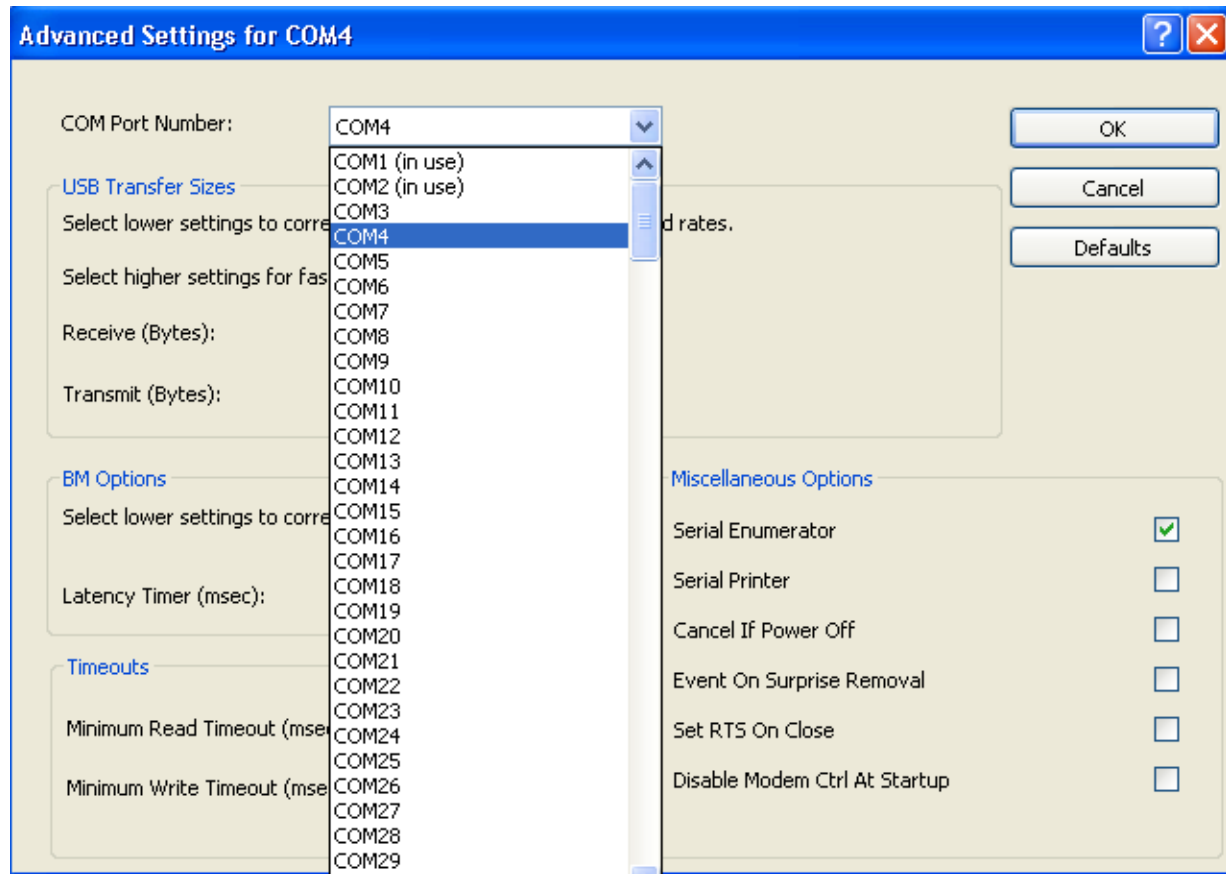 Advanced Settings for COM4
COM Port Number:
COM4
OK
Cancel
Defaults
COM1 (in use)
COM2 (in use)
COM3
COM4
COM5
COM6
COM7
COM8
COM9
COM10
COM11
COM12
COM13
COM14
COM15
COM16
COM17
COM18
COM19
COM20
COM21
COM22
COM23
COM24
COM25
COM26
COM27
COM28
COM29
USB Transfer Sizes
Select lower settings to corre
d rates.
Select higher settings for fas
Receive (Bytes):
Transmit (Bytes):
BM Options
Select lower settings to corre
Latency Timer (msec):
Timeouts
Minimum Read Timeout (mse
Minimum Write Timeout (mse
Miscellaneous Options
Serial Enumerator
Serial Printer
Cancel If Power Off
Event On Surprise Removal
Set RTS On Close
Disable Modem Ctrl At Startup